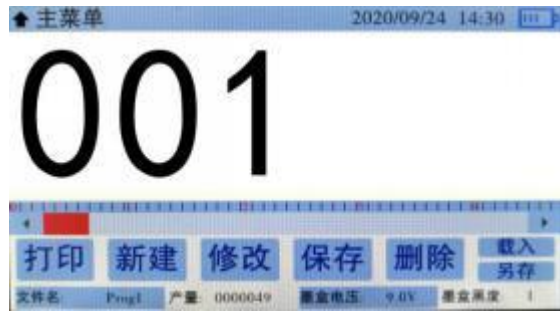 主菜单 2020/09/24 14:30
001
打印 新建 修改 保存 删除 载入
另存
文件名: Prog1 产量: 0000049 墨盒电压: 9.0V 墨盒黑度: 1